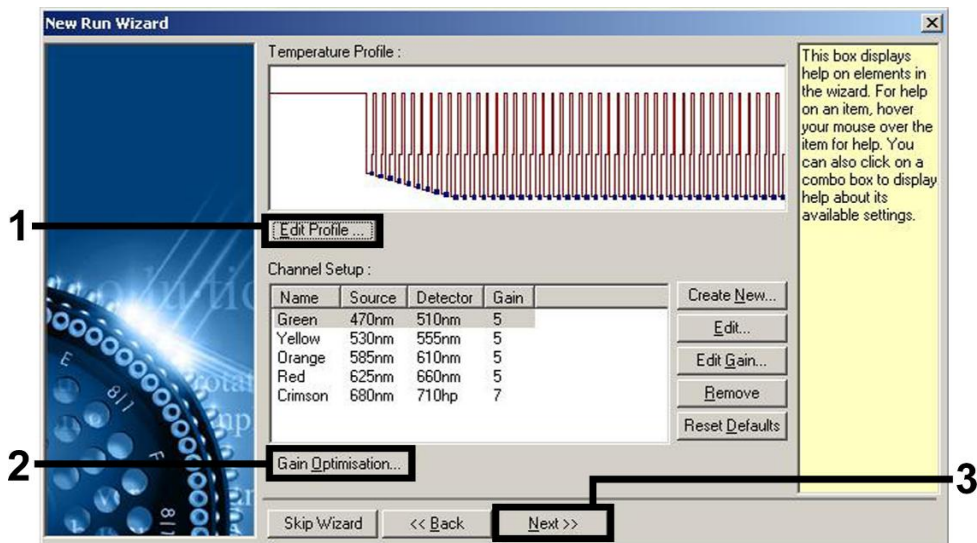 New Run Wizard
Temperature Profile :
This box displays
help on elements in
the wizard. For help
on an item, hover
your mouse over the
item for help. You
can also click on a
combo box to display
help about its
available settings.
1
Edit Profile ...
Channel Setup :
Name Source Detector Gain
Green 470nm 510nm 5
Yellow 530nm 555nm 5
Orange 585nm 610nm 5
Red 625nm 660nm 5
Crimson 680nm 710hp 7
Create New...
Edit...
Edit Gain...
Remove
Reset Defaults
2
Gain Optimisation...
3
Skip Wizard << Back Next >>